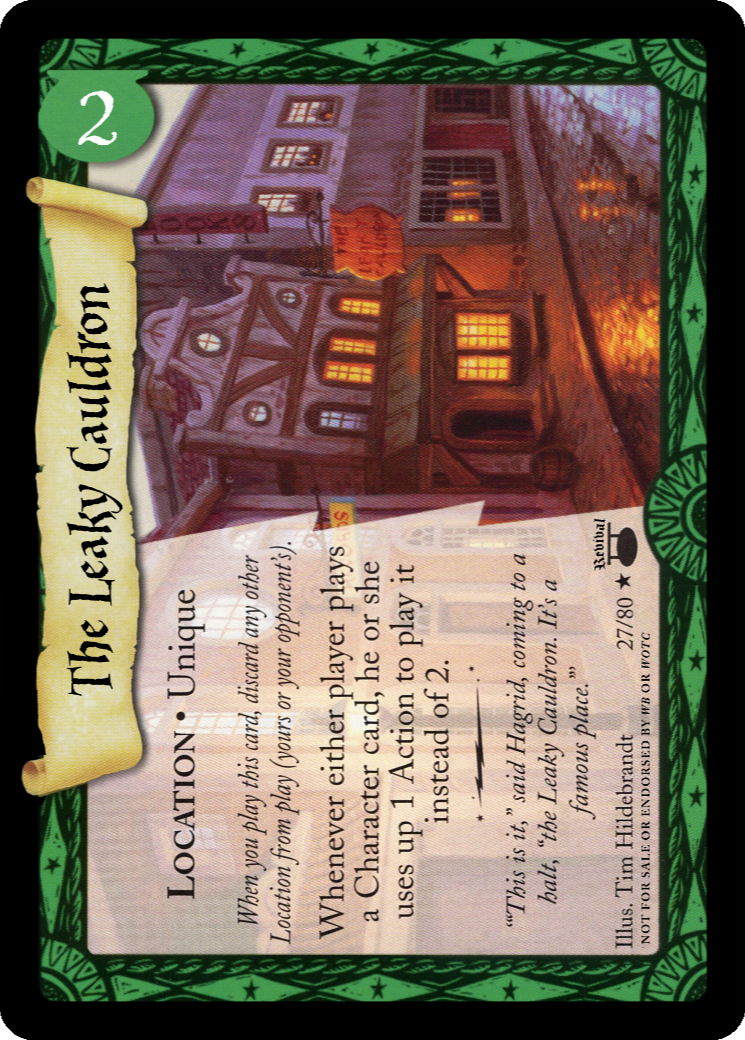 2
The Leaky Cauldron
LOCATION • Unique
When you play this card, discard any other
Location from play (yours or your opponent's).
Whenever either player plays
a Character card, he or she
uses up 1 Action to play it
instead of 2.
“‘This is it,” said Hagrid, coming to a
halt, “the Leaky Cauldron. It's a
famous place.’”
Illus. Tim Hildebrandt
27/80 ★
Revival
NOT FOR SALE OR ENDORSED BY WB OR WOTC
THE
LEAKY